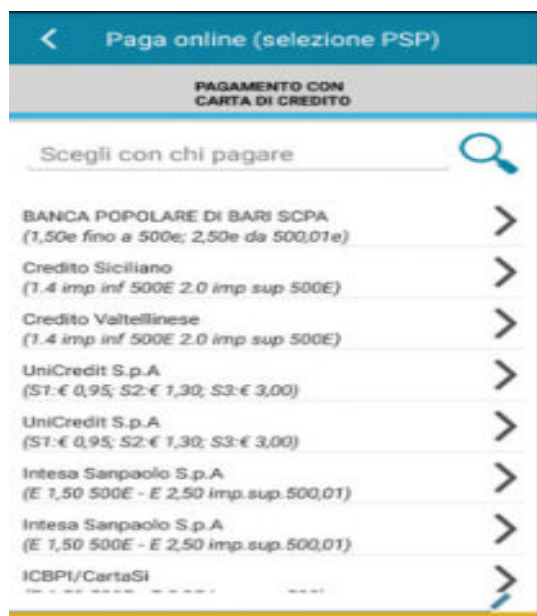 Paga online (selezione PSP)
PAGAMENTO CON
CARTA DI CREDITO
Scegli con chi pagare
BANCA POPOLARE DI BARI SCPA
(1,50e fino a 500e; 2,50e da 500,01e)
Credito Siciliano
(1.4 imp inf 500E 2.0 imp sup 500E)
Credito Valtellinese
(1.4 imp inf 500E 2.0 imp sup 500E)
UniCredit S.p.A
(S1:€ 0,95; S2:€ 1,30; S3:€ 3,00)
UniCredit S.p.A
(S1:€ 0,95; S2:€ 1,30; S3:€ 3,00)
Intesa Sanpaolo S.p.A
(E 1,50 500E - E 2,50 imp.sup.500,01)
Intesa Sanpaolo S.p.A
(E 1,50 500E - E 2,50 imp.sup.500,01)
ICBPI/CartaSi